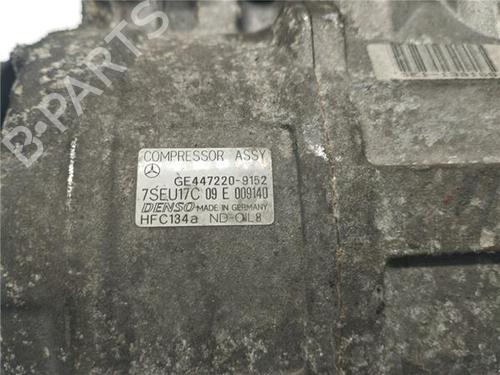 B-PARTS
COMPRESSOR ASSY
GE447220-9152
7SEU17C 09 E 009140
DENSO MADE IN GERMANY
HFC134a ND-OIL8